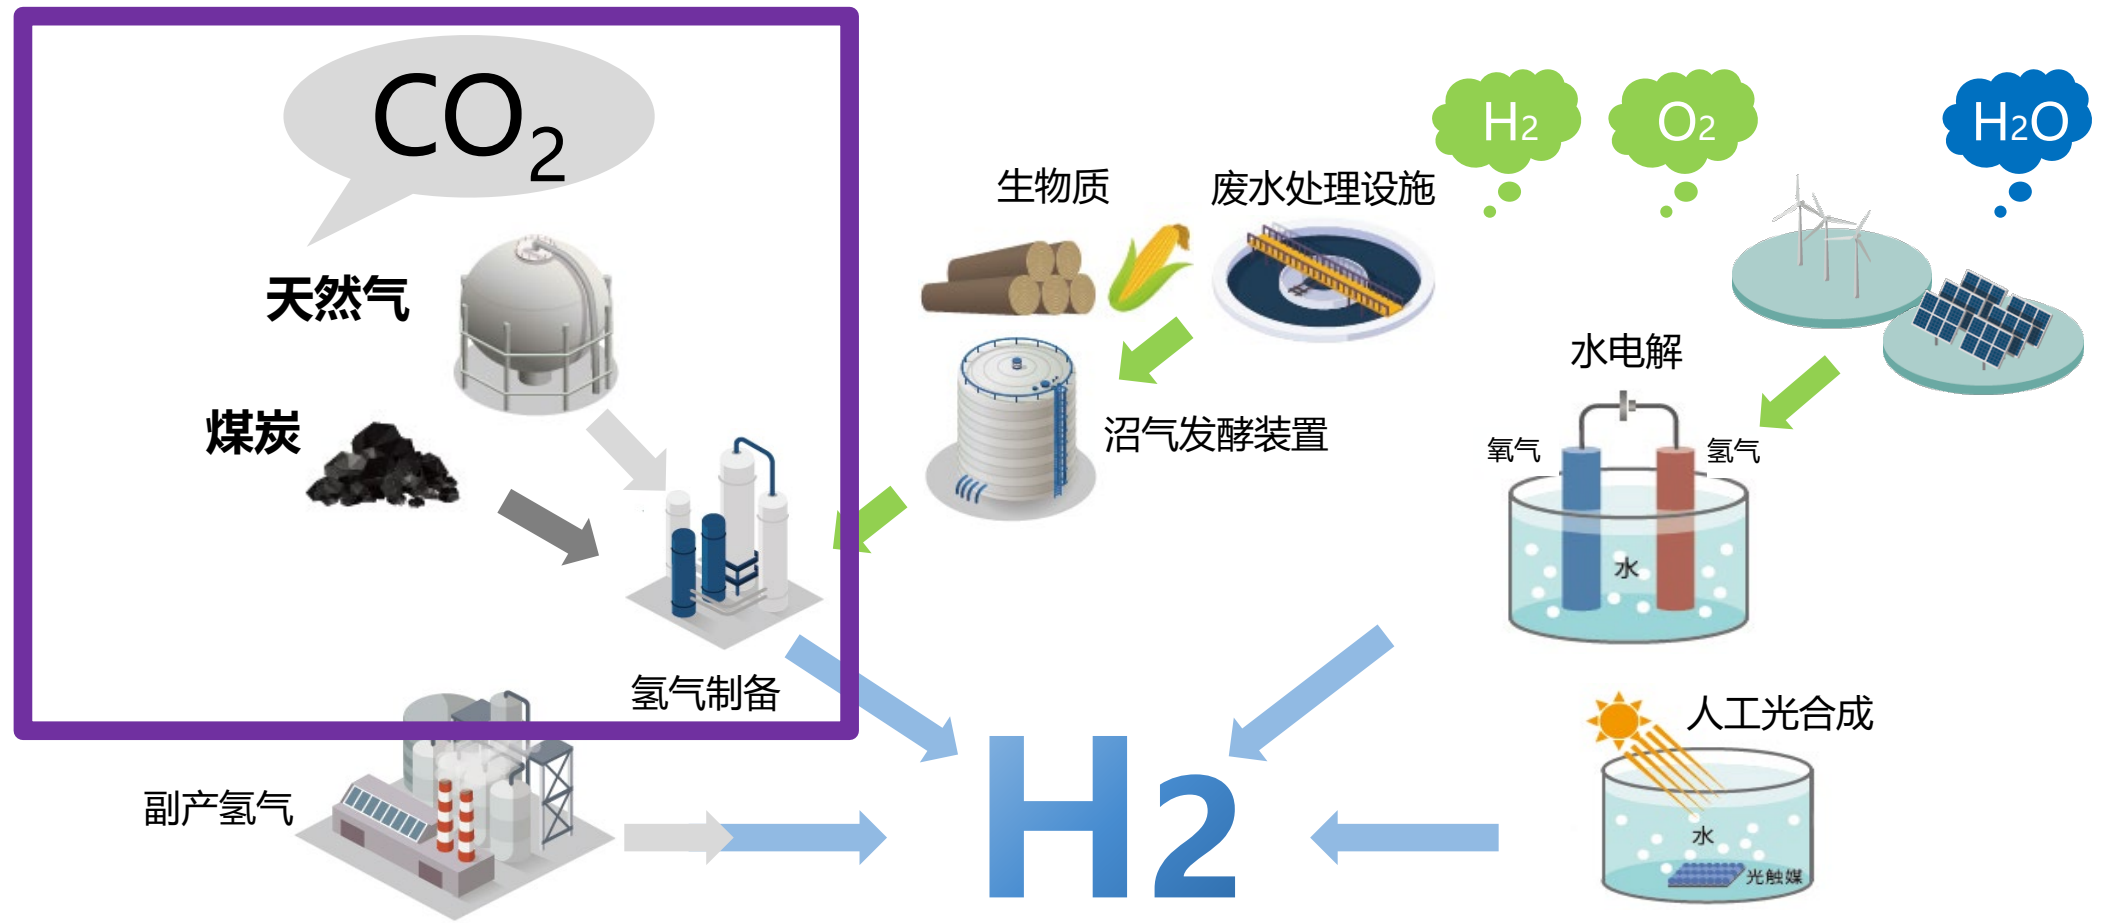 CO₂
天然气
煤炭
氢气制备
副产氢气
生物质
废水处理设施
沼气发酵装置
H2
O2
H2O
水电解
氧气
氢气
水
人工光合成
水
光触媒
H2